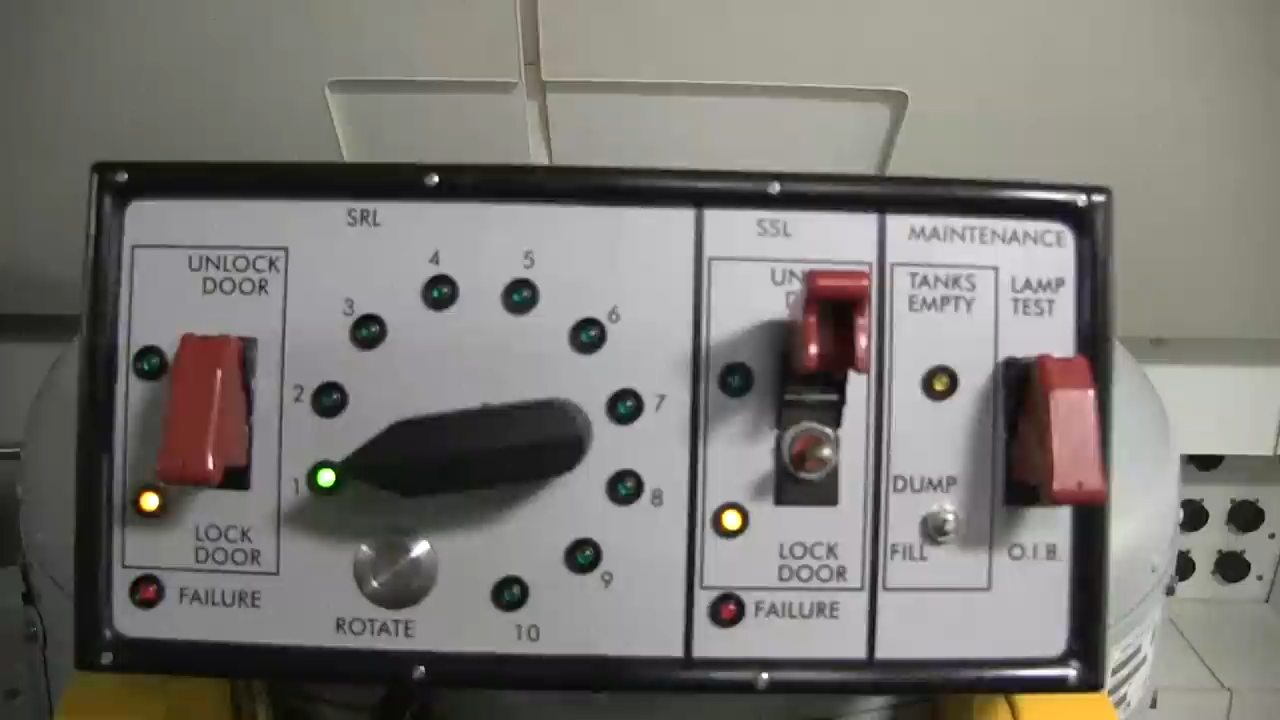 SRL
UNLOCK
DOOR
1
2
3
4
5
6
7
8
9
10
LOCK
DOOR
FAILURE
ROTATE
SSL
LOCK
DOOR
FAILURE
MAINTENANCE
TANKS
EMPTY
LAMP
TEST
DUMP
FILL
O.I.B.